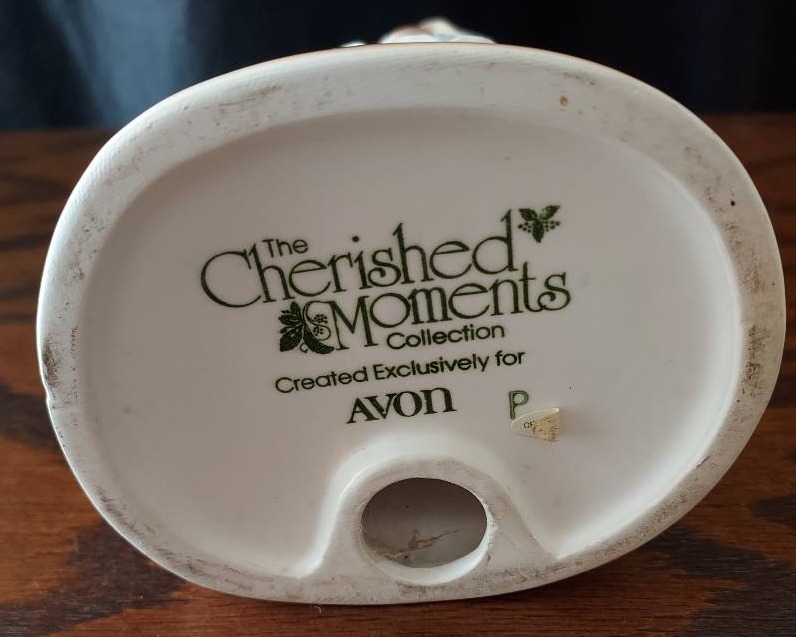 The
Cherished
Moments
Collection
Created Exclusively for
AVON
P